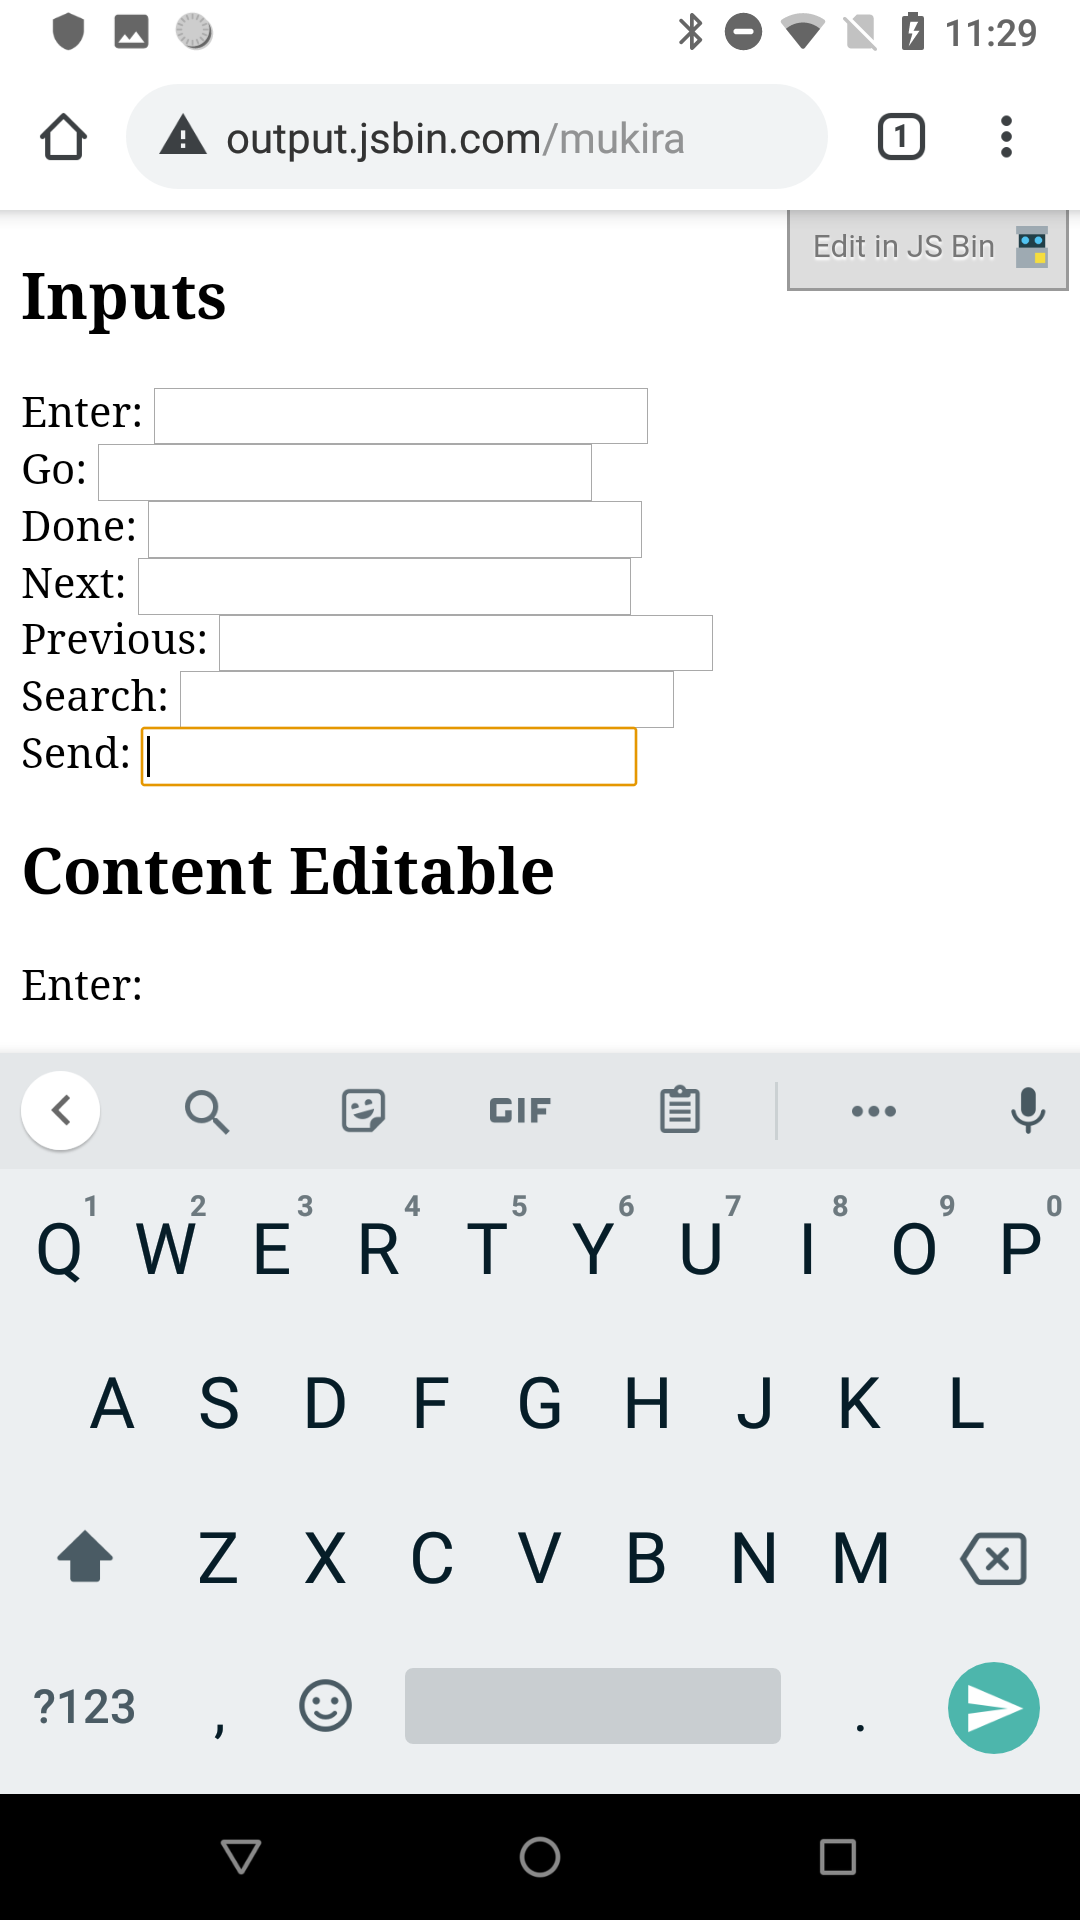 11:29
output.jsbin.com/mukira
1
Edit in JS Bin
Inputs
Enter:
Go:
Done:
Next:
Previous:
Search:
Send:
Content Editable
Enter:
GIF
1 2 3 4 5 6 7 8 9 0
Q W E R T Y U I O P
A S D F G H J K L
Z X C V B N M
?123 , .